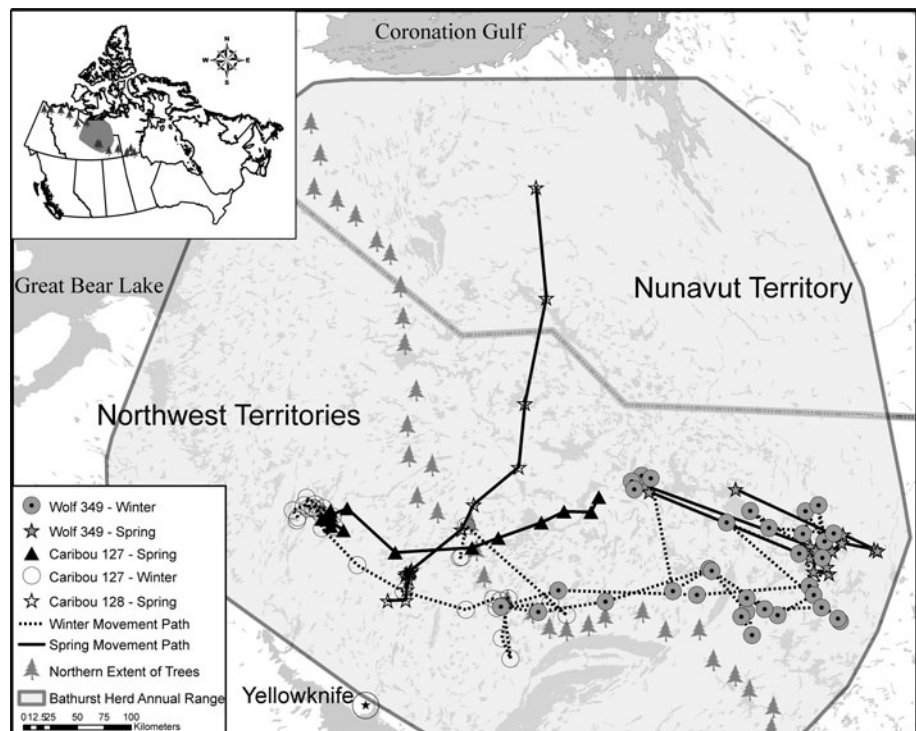 Coronation Gulf
N
W E
S
Great Bear Lake
Nunavut Territory
Northwest Territories
Wolf 349 - Winter
Wolf 349 - Spring
Caribou 127 - Spring
Caribou 127 - Winter
Caribou 128 - Spring
Winter Movement Path
Spring Movement Path
Northern Extent of Trees
Bathurst Herd Annual Range
0 12.5 25 50 75 100
Kilometers
Yellowknife